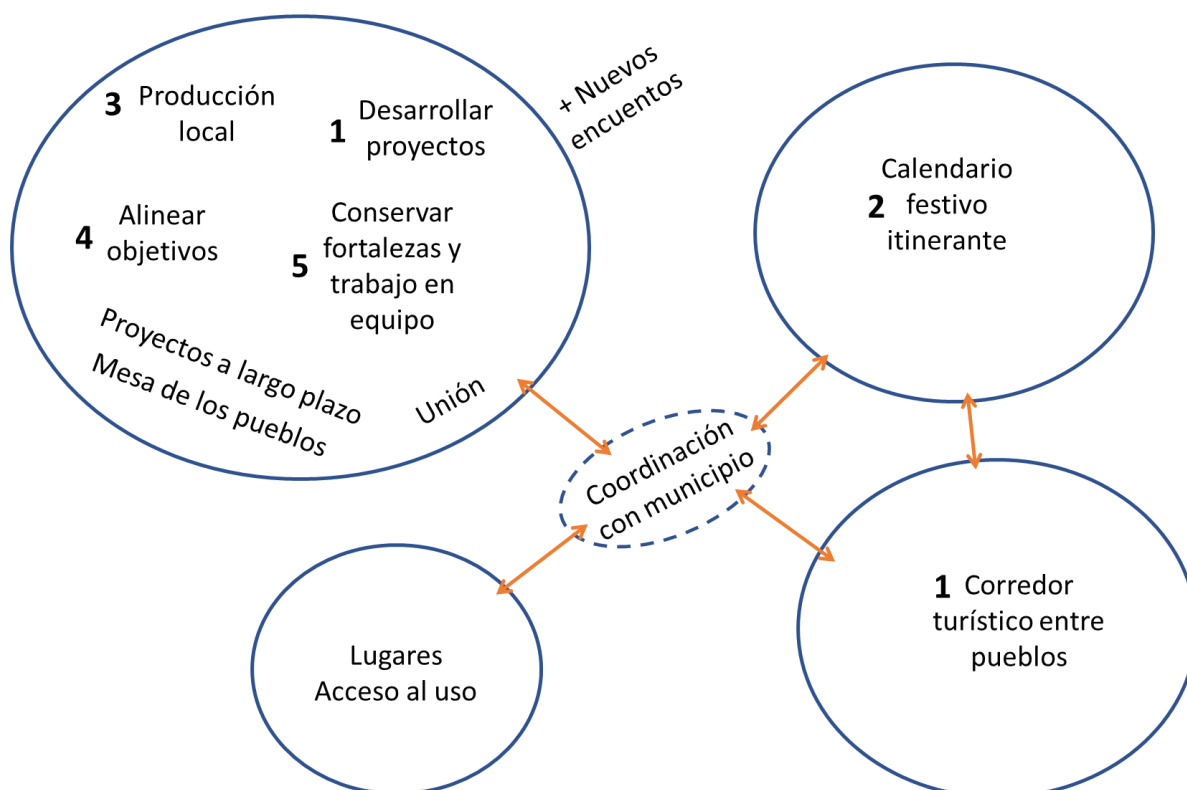 3 Producción
local
1 Desarrollar
proyectos
4 Alinear
objetivos
5 Conservar
fortalezas y
trabajo en
equipo
Proyectos a largo plazo
Mesa de los pueblos
Unión
+ Nuevos
encuentos
Calendario
2 festivo
itinerante
Coordinación
con municipio
Lugares
Acceso al uso
1 Corredor
turístico entre
pueblos